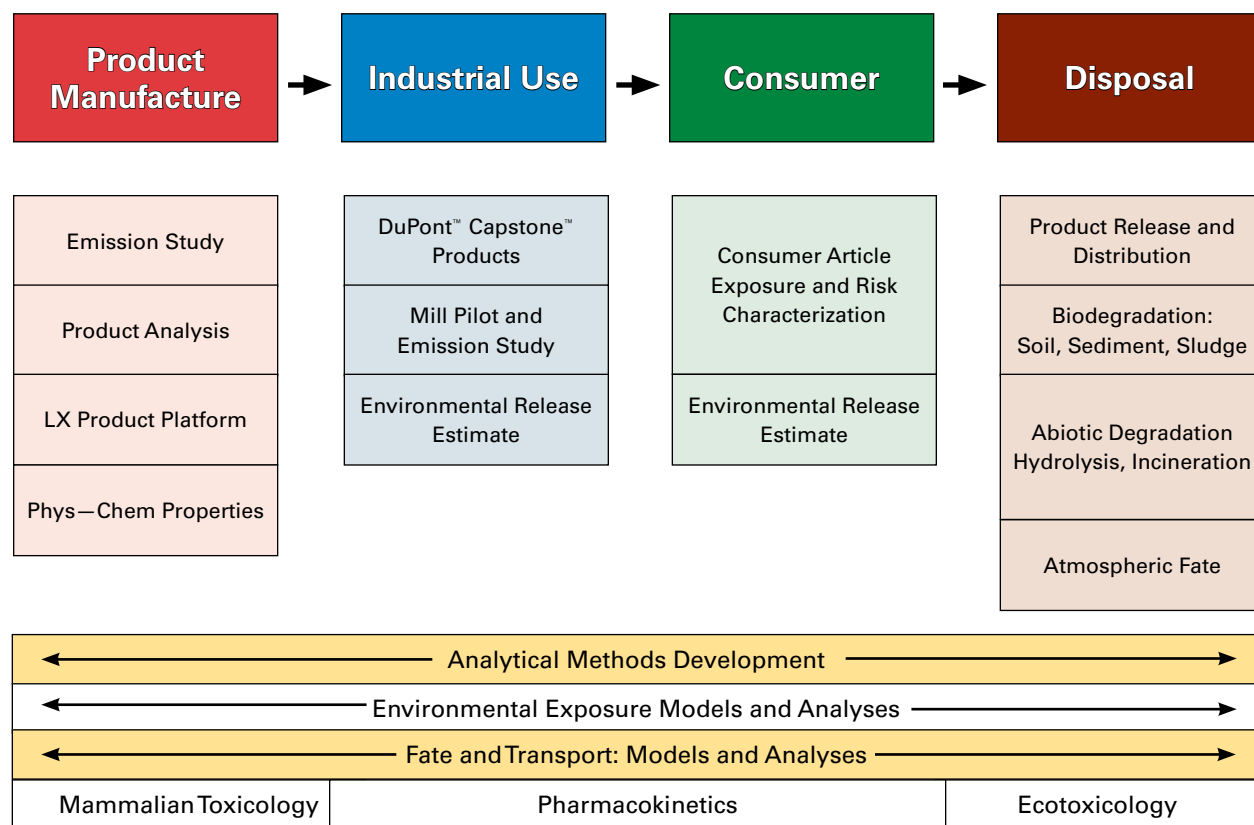 Product
Manufacture
Industrial Use
Consumer
Disposal
Emission Study
Product Analysis
LX Product Platform
Phys—Chem Properties
DuPont™ Capstone™
Products
Mill Pilot and
Emission Study
Environmental Release
Estimate
Consumer Article
Exposure and Risk
Characterization
Environmental Release
Estimate
Product Release and
Distribution
Biodegradation:
Soil, Sediment, Sludge
Abiotic Degradation
Hydrolysis, Incineration
Atmospheric Fate
Analytical Methods Development
Environmental Exposure Models and Analyses
Fate and Transport: Models and Analyses
Mammalian Toxicology
Pharmacokinetics
Ecotoxicology